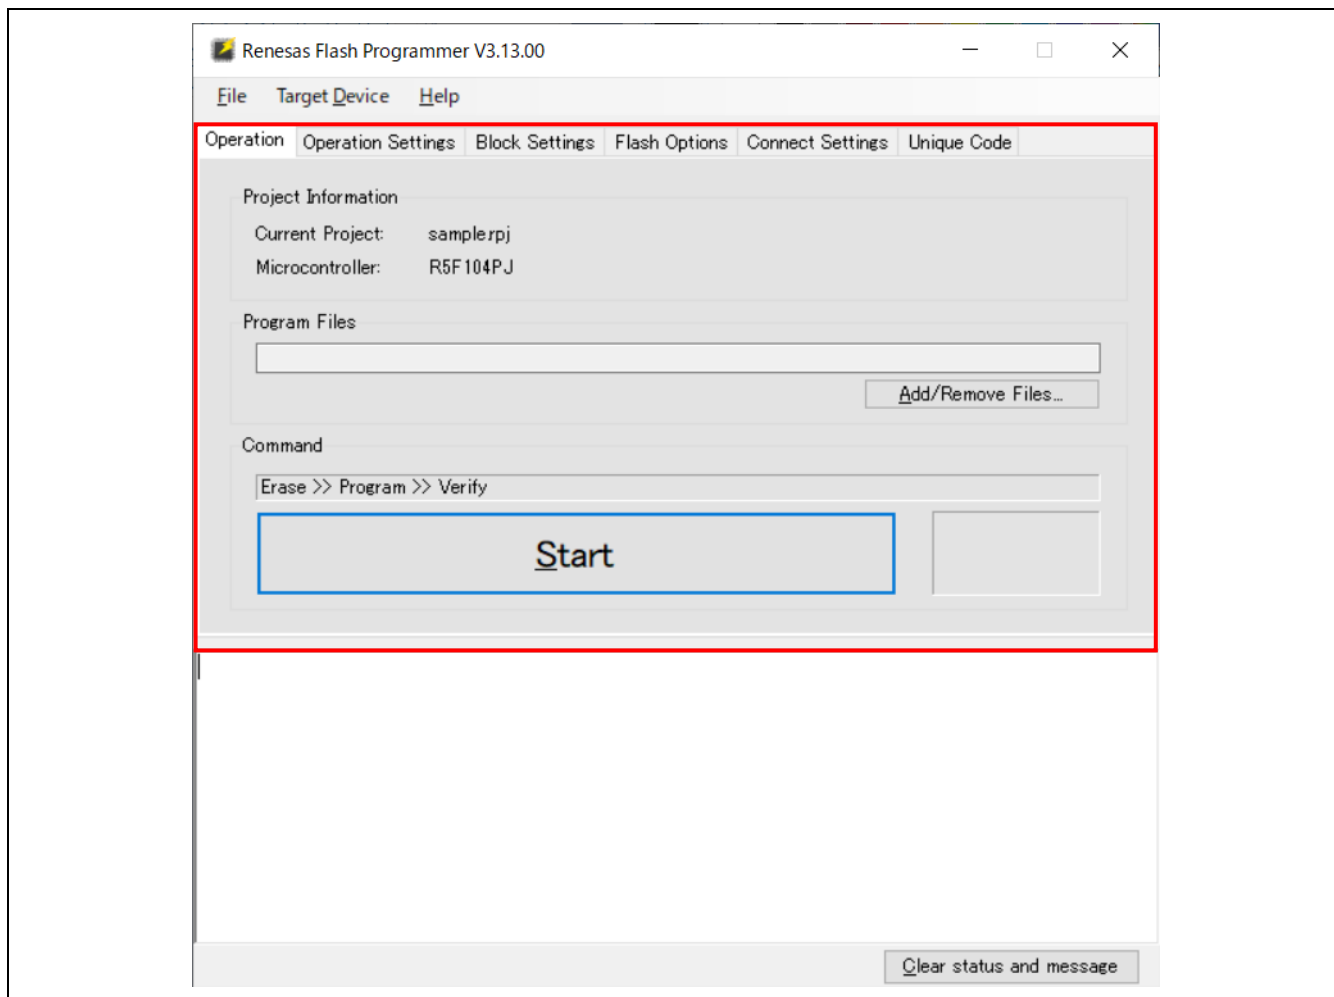 Renesas Flash Programmer V3.13.00
File Target Device Help
Operation Operation Settings Block Settings Flash Options Connect Settings Unique Code
Project Information
Current Project: sample.rpj
Microcontroller: R5F104PJ
Program Files
Add/Remove Files...
Command
Erase >> Program >> Verify
Start
Clear status and message